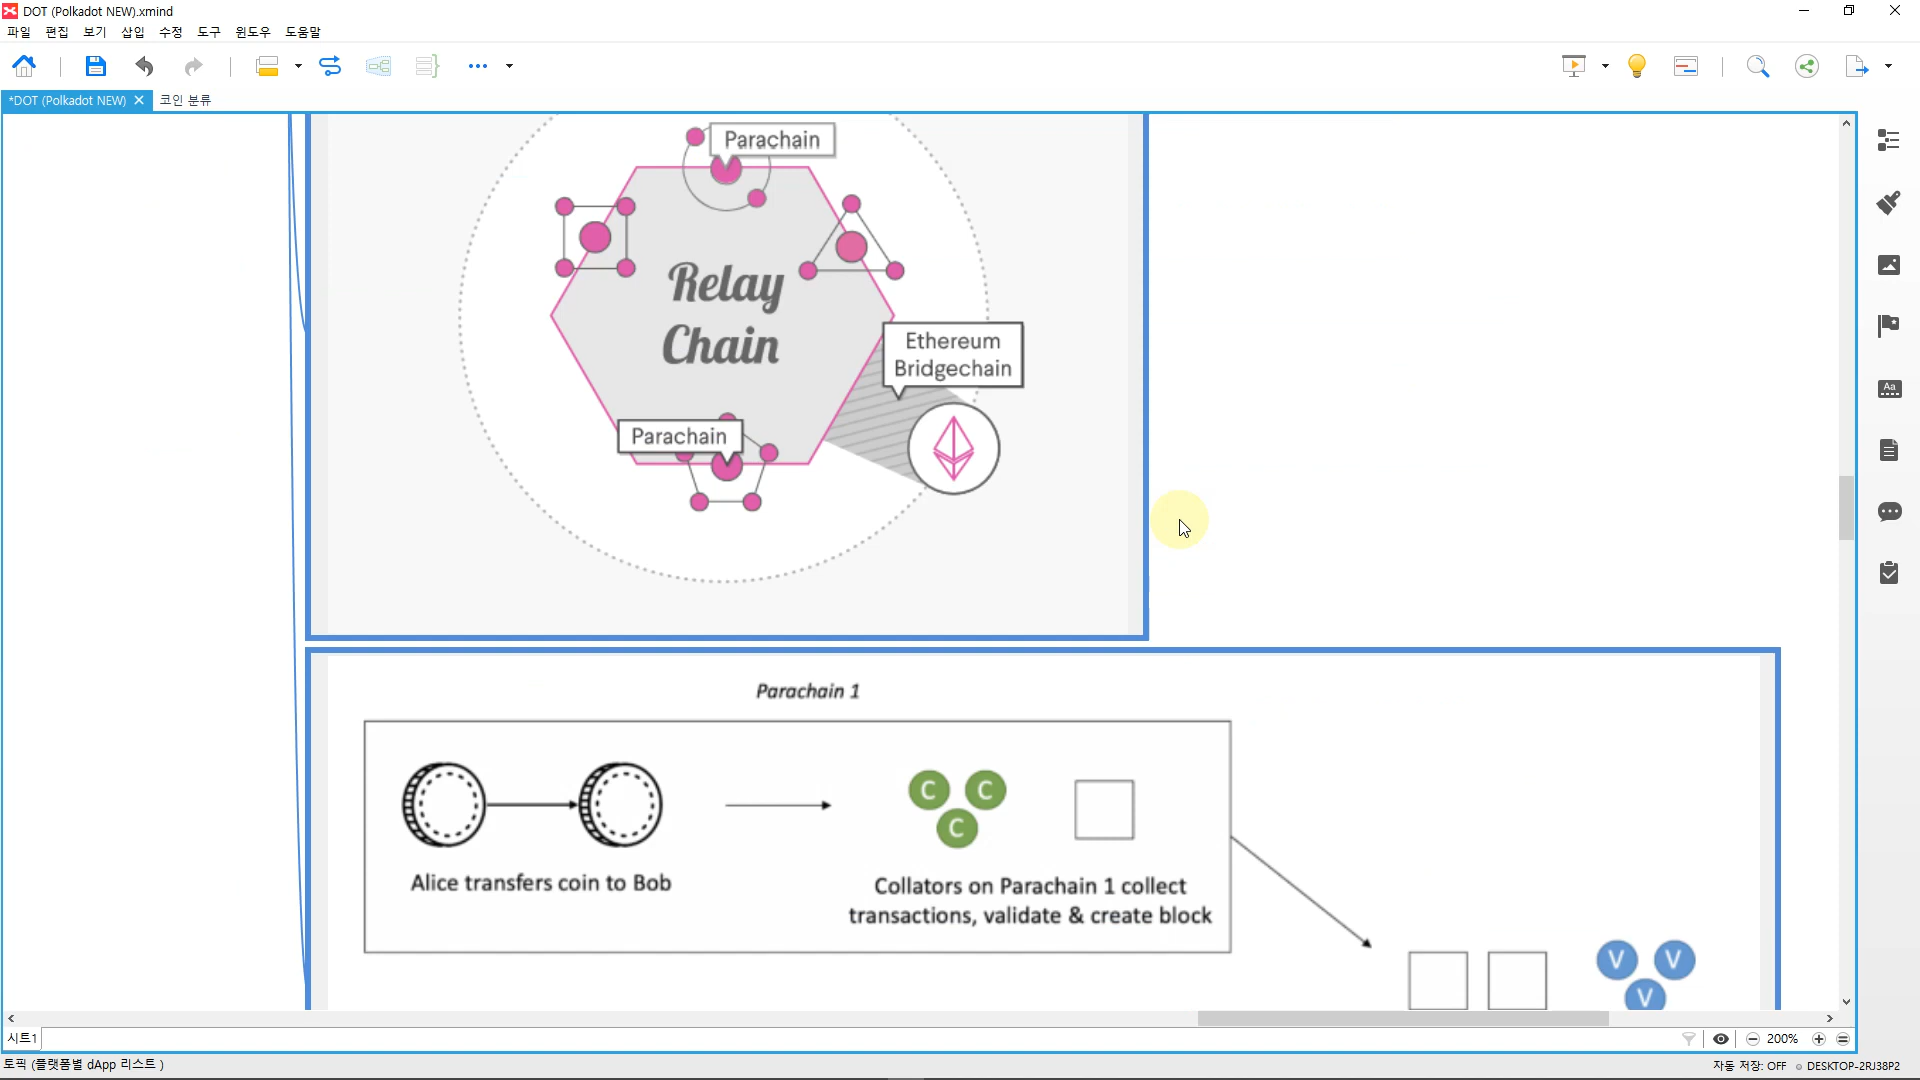 DOT (Polkadot NEW).xmind
파일 편집 보기 삽입 수정 도구 윈도우 도움말
*DOT (Polkadot NEW) 코인 분류
Parachain
Relay
Chain
Ethereum
Bridgechain
Parachain
Parachain 1
C C
C
Alice transfers coin to Bob
Collators on Parachain 1 collect
transactions, validate & create block
V V
V
Aa
시트1
200%
토픽 (플랫폼별 dApp 리스트 )
자동 저장: OFF DESKTOP-2RJ38P2